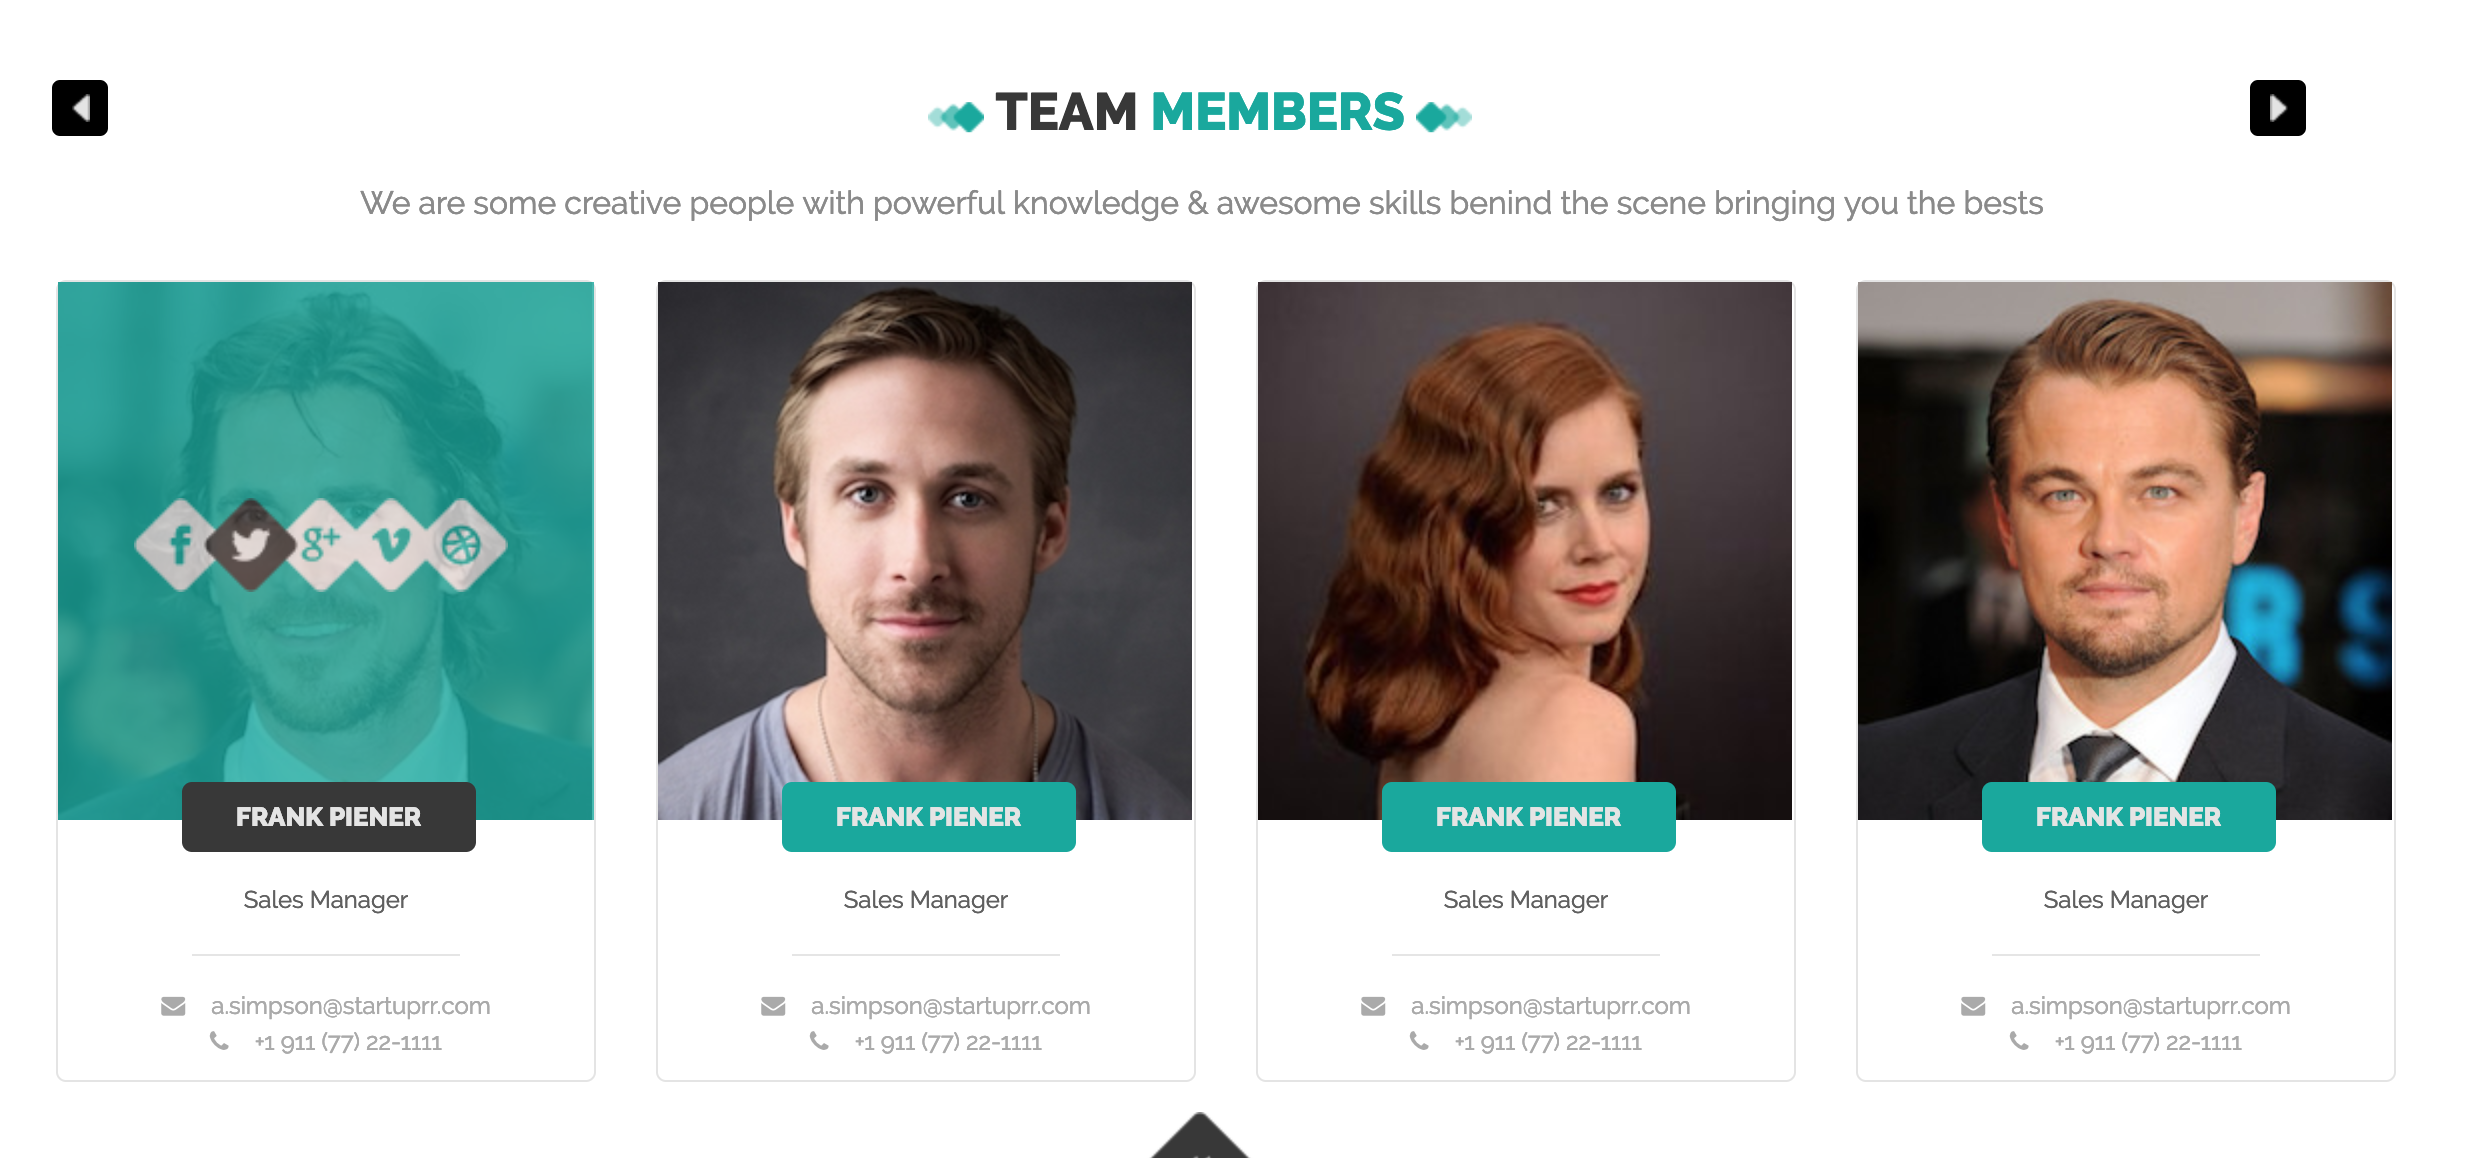 TEAM MEMBERS
We are some creative people with powerful knowledge & awesome skills benind the scene bringing you the bests
f g+ v
BS
FRANK PIENER
Sales Manager
a.simpson@startuprr.com
+1 911 (77) 22-1111
FRANK PIENER
Sales Manager
a.simpson@startuprr.com
+1 911 (77) 22-1111
FRANK PIENER
Sales Manager
a.simpson@startuprr.com
+1 911 (77) 22-1111
FRANK PIENER
Sales Manager
a.simpson@startuprr.com
+1 911 (77) 22-1111